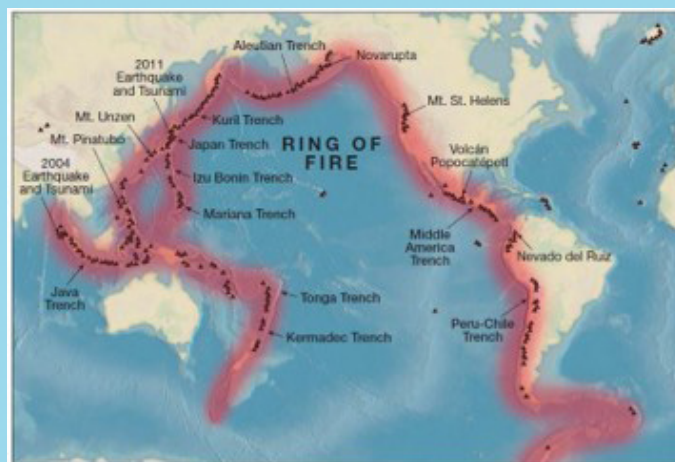 Aleutian Trench
Novarupta
2011
Earthquake
and Tsunami
Mt. St. Helens
Mt. Unzen
Kuril Trench
Mt. Pinatubo
Japan Trench
RING OF
FIRE
Volcán
Popocatépetl
2004
Earthquake
and Tsunami
Izu Bonin Trench
Mariana Trench
Middle
America
Trench
Nevado del Ruiz
Java
Trench
Tonga Trench
Peru-Chile
Trench
Kermadec Trench